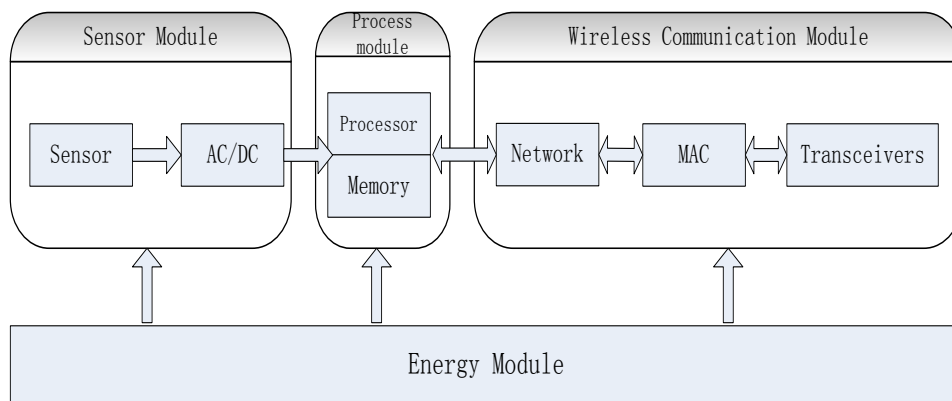 Sensor Module
Process
module
Wireless Communication Module
Sensor
AC/DC
Processor
Memory
Network
MAC
Transceivers
Energy Module